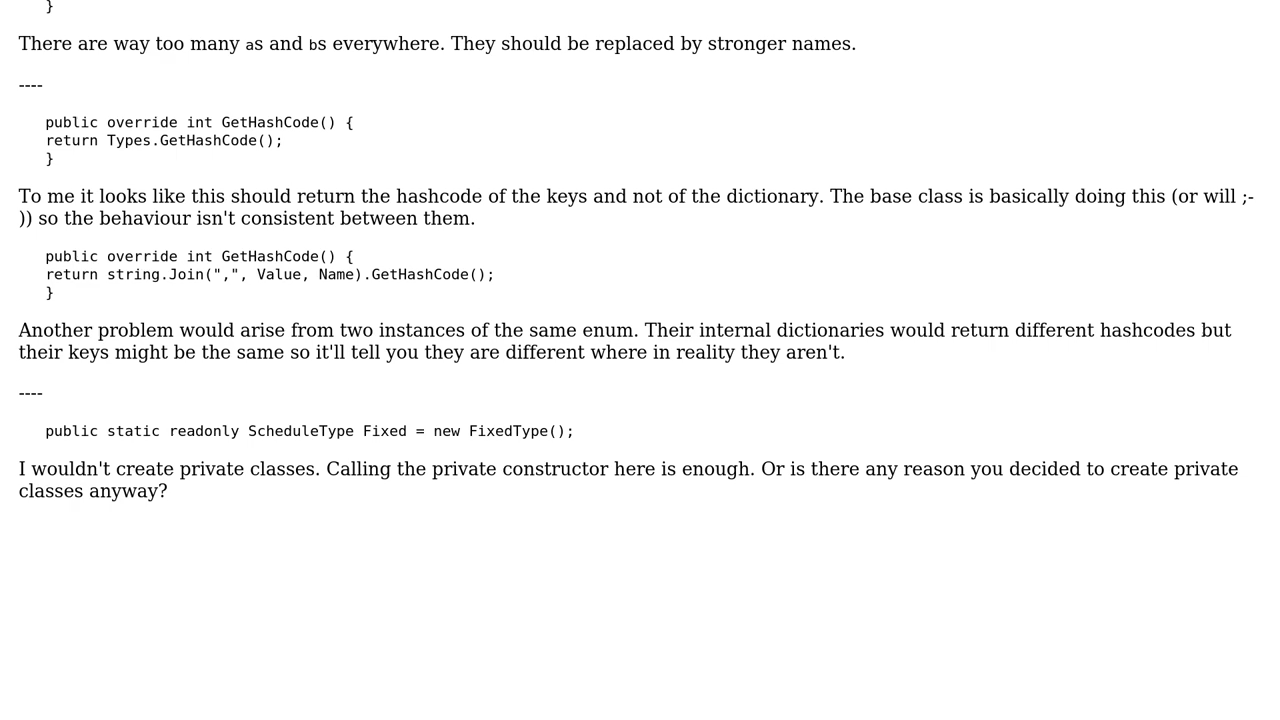 }
There are way too many as and bs everywhere. They should be replaced by stronger names.
----
public override int GetHashCode() {
return Types.GetHashCode();
}
To me it looks like this should return the hashcode of the keys and not of the dictionary. The base class is basically doing this (or will ;-
)) so the behaviour isn't consistent between them.
public override int GetHashCode() {
return string.Join(",", Value, Name).GetHashCode();
}
Another problem would arise from two instances of the same enum. Their internal dictionaries would return different hashcodes but
their keys might be the same so it'll tell you they are different where in reality they aren't.
----
public static readonly ScheduleType Fixed = new FixedType();
I wouldn't create private classes. Calling the private constructor here is enough. Or is there any reason you decided to create private
classes anyway?